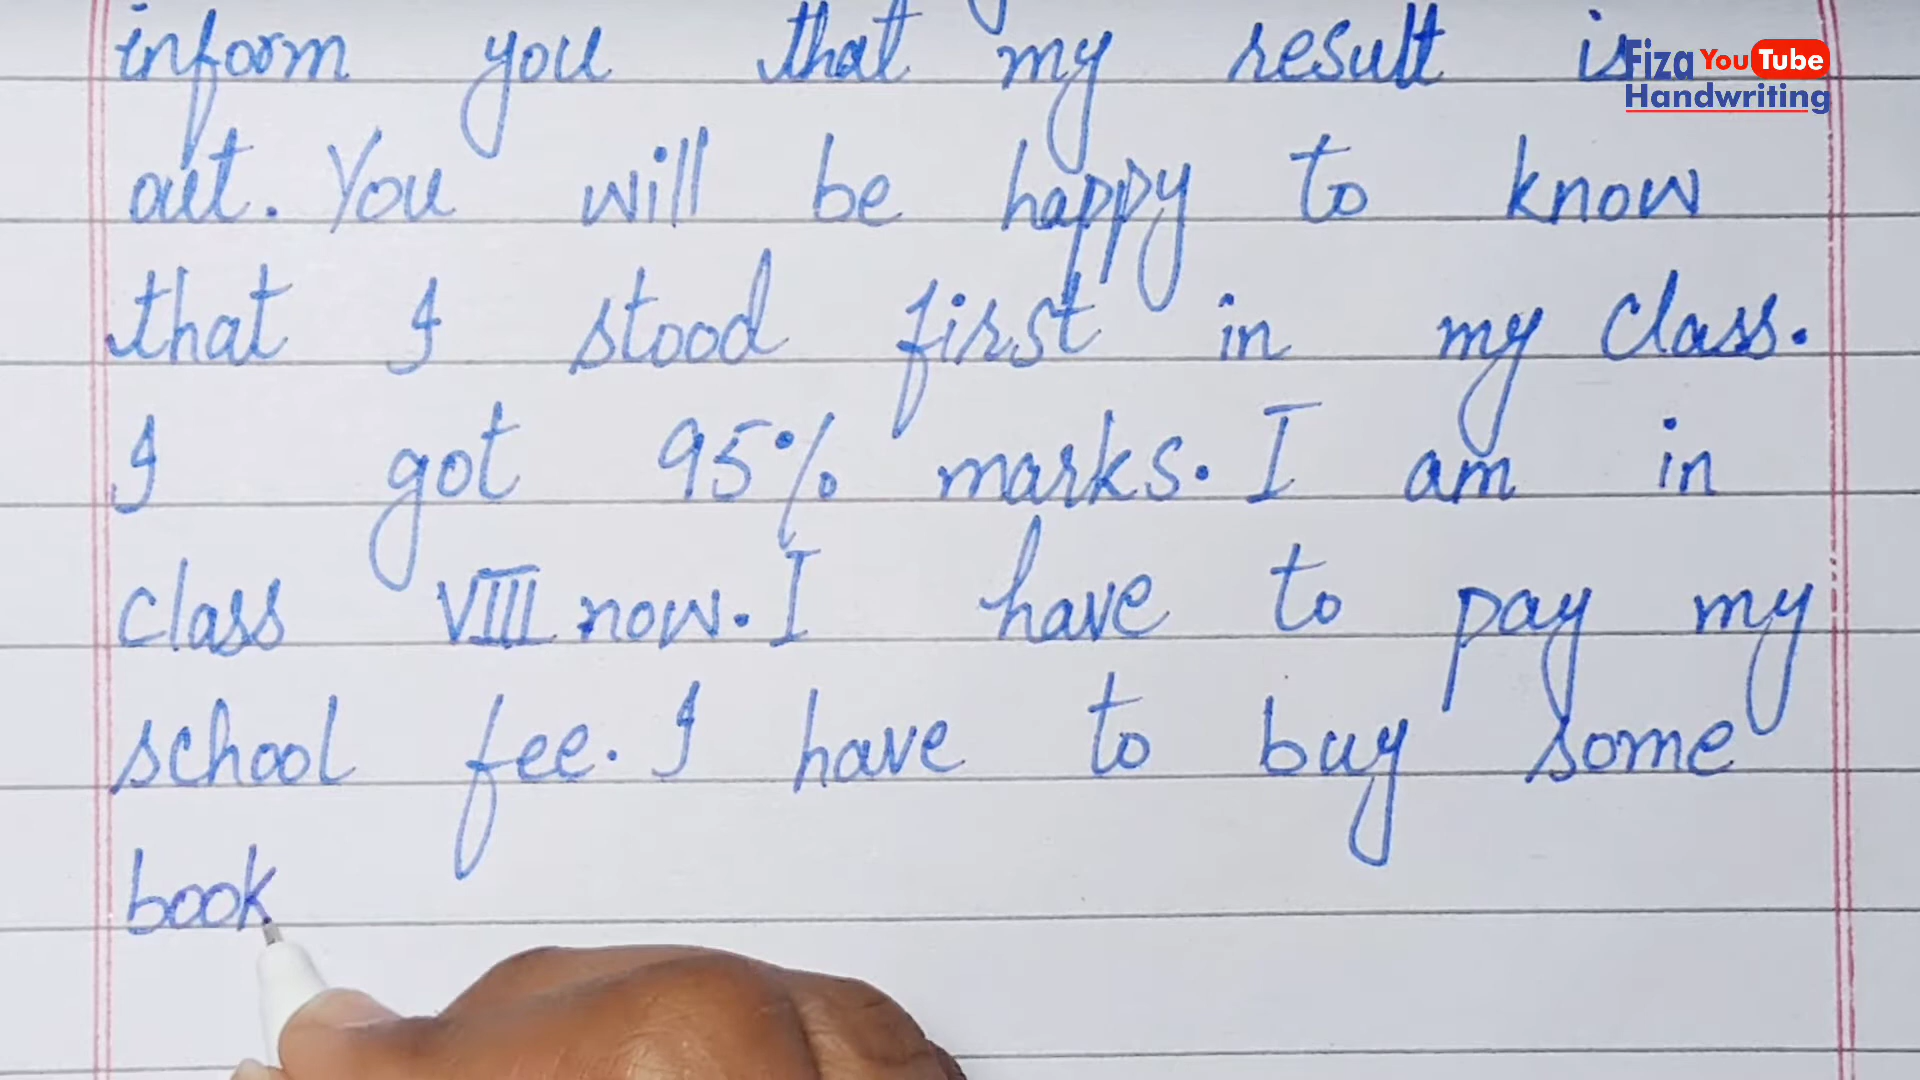 inform you that my result is
out. You will be happy to know
that I stood first in my class.
I got 95% marks. I am in
class VIII now. I have to pay my
school fee. I have to buy some
book
Fiza YouTube
Handwriting